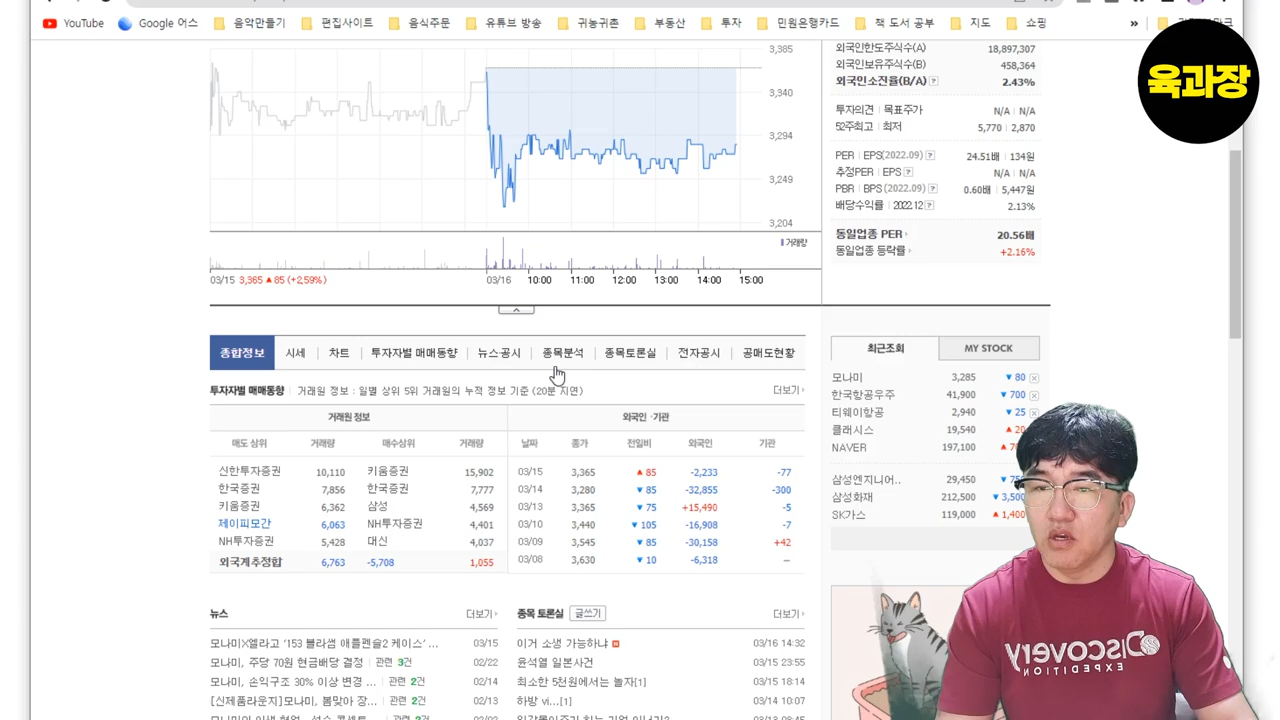 YouTube Google 어스 음악만들기 편집사이트 음식주문 유튜브 방송 귀농귀촌 부동산 투자 민원은행카드 책 도서 공부 지도 쇼핑 »
육과장
3,385
3,340
3,294
3,249
3,204
거래량
03/15 3,365 ▲ 85 (+2,59%) 03/16 10:00 11:00 12:00 13:00 14:00 15:00
외국인한도주식수(A) 18,897,307
외국인보유주식수(B) 458,364
외국인소진율(B/A) ? 2.43%
투자의견 | 목표주가 N/A | N/A
52주최고 | 최저 5,770 | 2,870
PER | EPS(2022.09) ? 24.51배 | 134원
추정PER | EPS ? N/A | N/A
PBR | BPS (2022.09) ? 0.60배 | 5,447원
배당수익률 | 2022.12 ? 2.13%
동일업종 PER 20.56배
동일업종 등락률 +2.16%
종합정보 시세 차트 투자자별 매매동향 뉴스·공시 종목분석 종목토론실 전자공시 공매도현황
투자자별 매매동향 | 거래원 정보 : 일별 상위 5위 거래원의 누적 정보 기준 (20분 지연) 더보기
거래원 정보 외국인·기관
매도 상위 거래량 매수상위 거래량 날짜 종가 전일비 외국인 기관
신한투자증권 10,110 키움증권 15,902 03/15 3,365 ▲ 85 -2,233 -77
한국증권 7,856 한국증권 7,777 03/14 3,280 ▼ 85 -32,855 -300
키움증권 6,362 삼성 4,569 03/13 3,365 ▼ 75 +15,490 -5
제이피모간 6,063 NH투자증권 4,401 03/10 3,440 ▼ 105 -16,908 -7
NH투자증권 5,428 대신 4,037 03/09 3,545 ▼ 85 -30,158 +42
외국계추정합 6,763 -5,708 1,055 03/08 3,630 ▼ 10 -6,318 –
최근조회 MY STOCK
모나미 3,285 ▼ 80
한국항공우주 41,900 ▼ 700
티웨이항공 2,940 ▼ 25
클래시스 19,540 ▲
NAVER 197,100 ▲
삼성엔지니어.. 29,450 ▼
삼성화재 212,500 ▼ 3,500
SK가스 119,000 ▲ 1,400
뉴스 더보기
모나미X엘라고 '153 블라썸 애플펜슬2 케이스' … 03/15
모나미, 주당 70원 현금배당 결정 | 관련 3건 02/22
모나미, 손익구조 30% 이상 변경 … | 관련 2건 02/14
[신제품라운지]모나미, 봄맞이 장… | 관련 2건 02/13
종목 토론실 글쓰기 더보기
이거 소생 가능하냐 N 03/16 14:32
윤석열 일본사건 03/15 23:55
최소한 5천원에서는 놀자[1] 03/15 18:14
하방 vi...[1] 03/14 10:07
Discovery
EXPEDITION